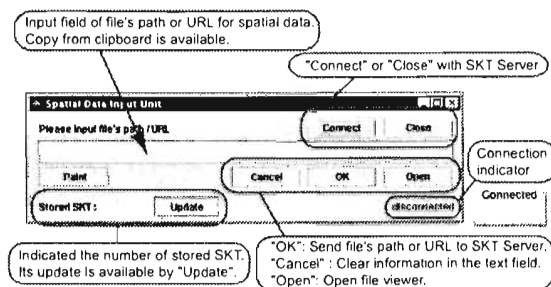 Input field of file's path or URL for spatial data.
Copy from clipboard is available.
"Connect" or "Close" with SKT Server
Spatial Data Input Unit
Please Input file's path / URL
Connect Close
Connection
indicator
Paint Cancel OK Open
Connected
Stored SKT : Update disconnected
Indicated the number of stored SKT.
Its update is available by "Update".
"OK": Send file's path or URL to SKT Server.
"Cancel" : Clear information in the text field.
"Open": Open file viewer.